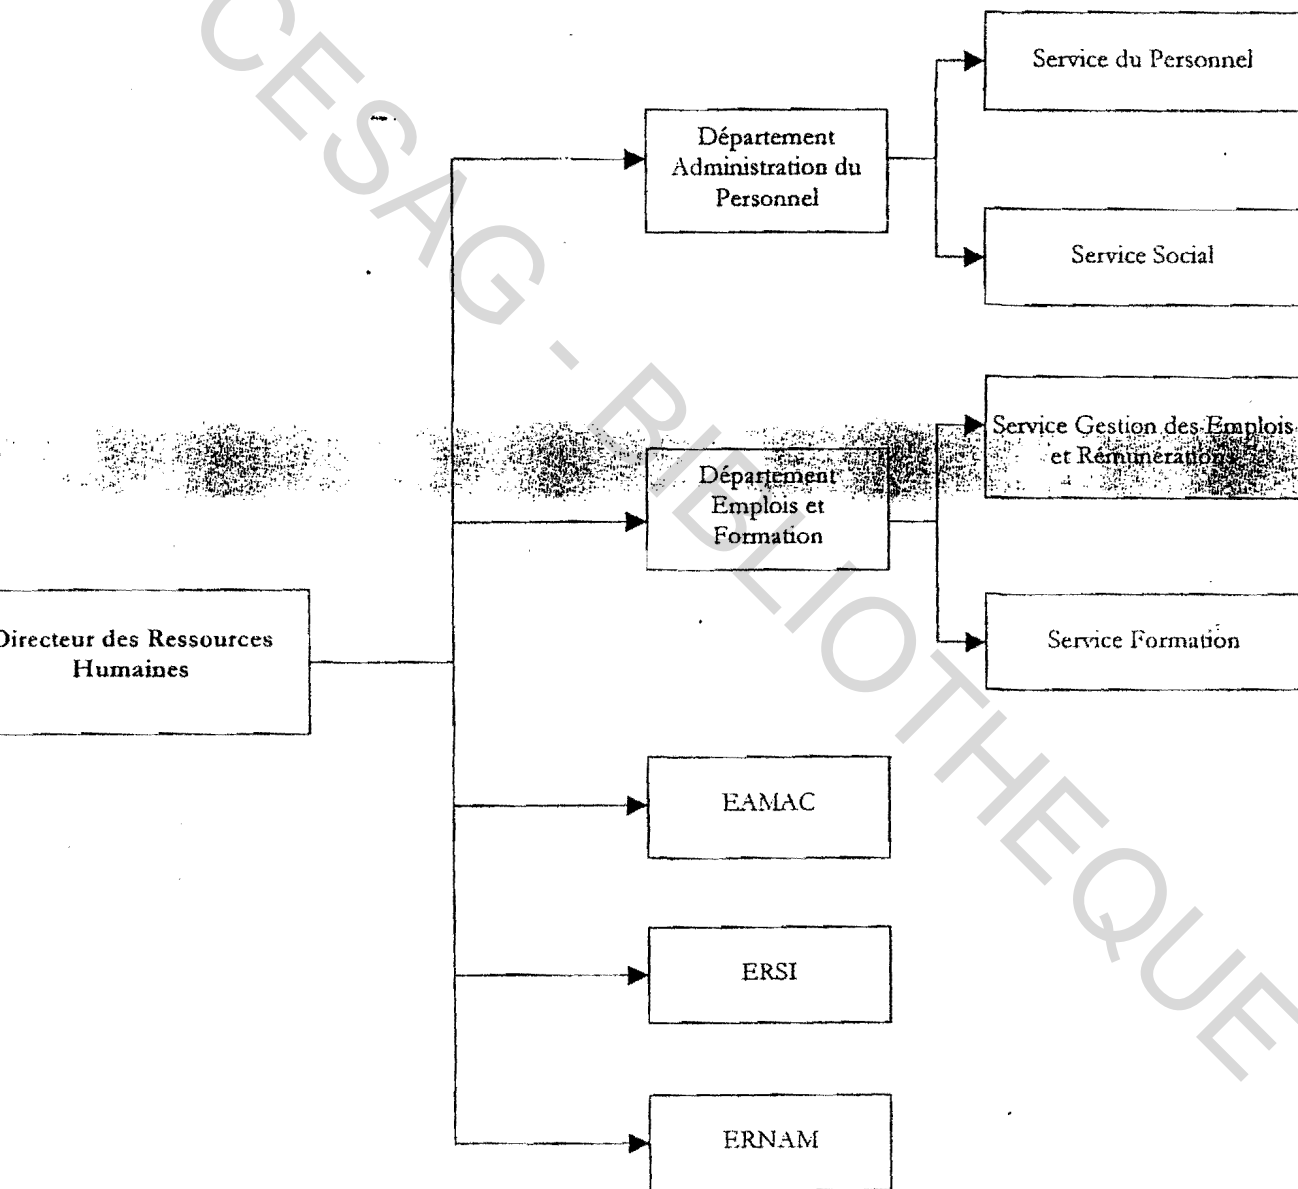 Service du Personnel
Département
Administration du
Personnel
Service Social
Service Gestion des Emplois
et Rémunérations
Département
Emplois et
Formation
Directeur des Ressources
Humaines
Service Formation
EAMAC
ERSI
ERNAM
CESAG - BIBLIOTHEQUE